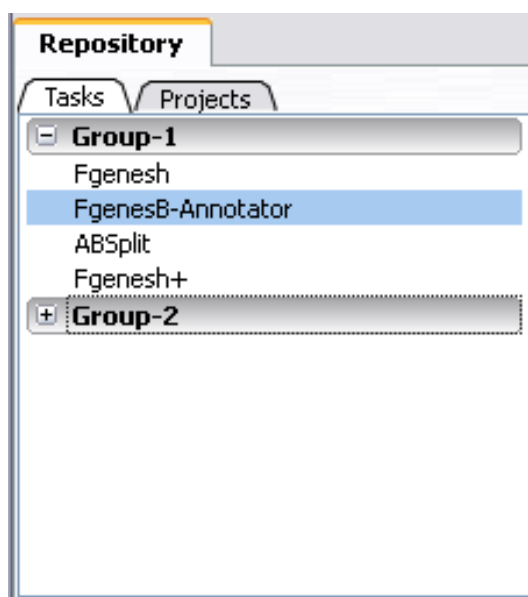 Repository
Tasks Projects
Group-1
Fgenesh
FgenesB-Annotator
ABSplit
Fgenesh+
Group-2